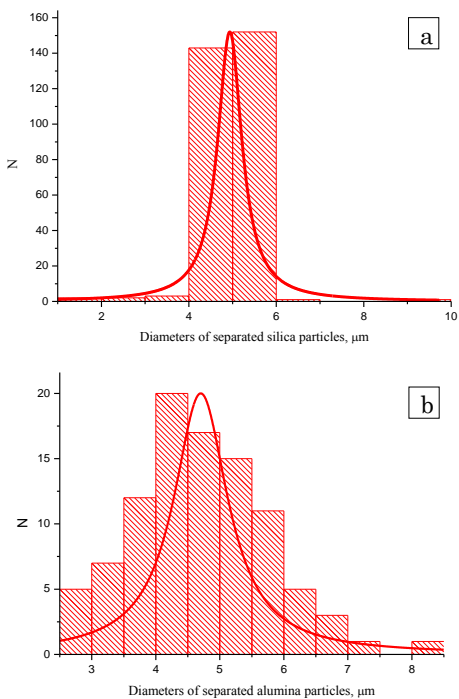 a
160
140
120
100
80
60
40
20
0
N
2 4 6 8 10
Diameters of separated silica particles, μm
b
20
15
10
5
0
N
3 4 5 6 7 8
Diameters of separated alumina particles, μm